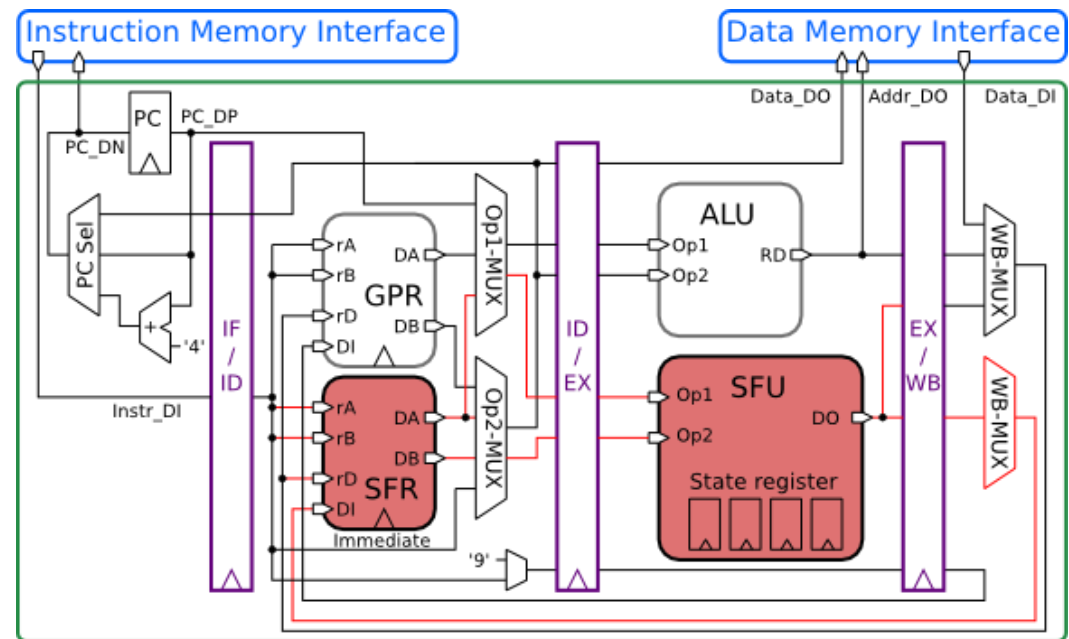 Instruction Memory Interface
Data Memory Interface
Data_DO
Addr_DO
Data_DI
PC
PC_DP
PC_DN
PC Sel
+
'4'
Instr_DI
IF
/
ID
rA
rB
rD
DI
DA
DB
GPR
rA
rB
rD
DI
DA
DB
SFR
Immediate
Op1-MUX
Op2-MUX
'9'
ID
/
EX
ALU
Op1
Op2
RD
SFU
Op1
Op2
DO
State register
EX
/
WB
WB-MUX
WB-MUX